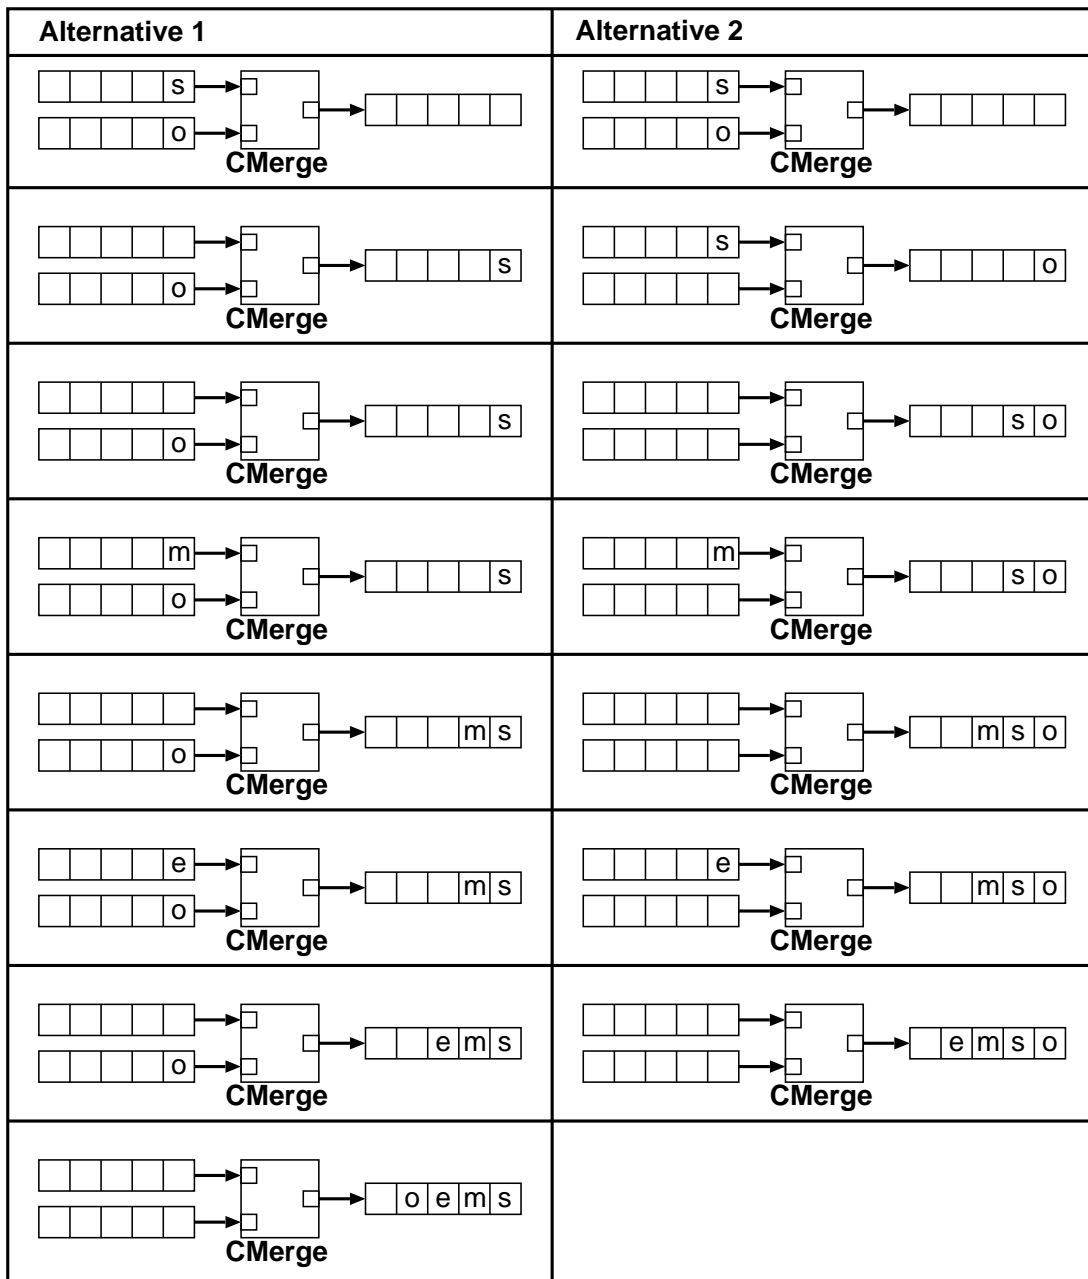 Alternative 1 Alternative 2
s s
o o
CMerge CMerge
s
s o
o
CMerge CMerge
s s o
o
CMerge CMerge
m m
s s o
o
CMerge CMerge
m s m s o
o
CMerge CMerge
e e
m s m s o
o
CMerge CMerge
e m s e m s o
o
CMerge CMerge
o e m s
CMerge